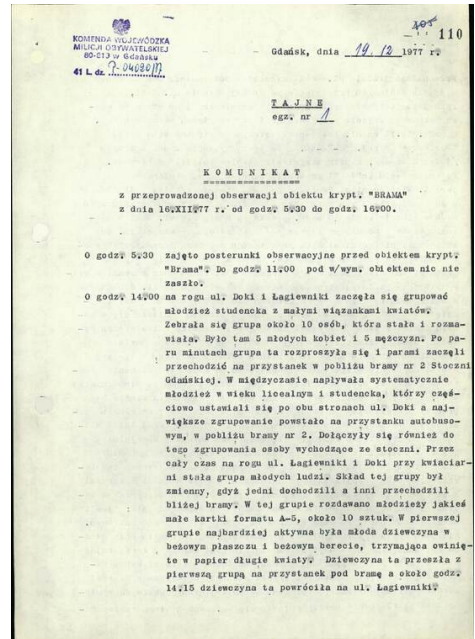 110
KOMENDA WOJEWÓDZKA
MILICJI OBYWATELSKIEJ
80-819 w Gdańsku
41 L. dz.
Gdańsk, dnia 19.12 1977 r.
T A J N E
egz. nr 1
K O M U N I K A T
z przeprowadzonej obserwacji obiektu krypt. "BRAMA"
z dnia 16.XII.77 r. od godz. 5.30 do godz. 16.00.
O godz. 5.30 zajęto posterunki obserwacyjne przed obiektem krypt.
"Brama". Do godz. 11.00 pod w/wym. obiektem nic nie
zaszło.
O godz. 14.00 na rogu ul. Doki i Łagiewniki zaczęła się grupować
młodzież studencka z małymi wiązankami kwiatów.
Zebrała się grupa około 10 osób, która stała i rozma-
wiała. Było tam 5 młodych kobiet i 5 mężczyzn. Po pa-
ru minutach grupa ta rozproszyła się i parami zaczęli
przechodzić na przystanek w pobliżu bramy nr 2 Stoczni
Gdańskiej. W międzyczasie napływała systematycznie
młodzież w wieku licealnym i studencka, którzy częś-
ciowo ustawiali się po obu stronach ul. Doki a naj-
większe zgrupowanie powstało na przystanku autobuso-
wym, w pobliżu bramy nr 2. Dołączyły się również do
tego zgrupowania osoby wychodzące ze stoczni. Przez
cały czas na rogu ul. Łagiewniki i Doki przy kwiaciar-
ni stała grupa młodych ludzi. Skład tej grupy był
zmienny, gdyż jedni dochodzili a inni przechodzili
bliżej bramy. W tej grupie rozdawano młodzieży jakieś
małe kartki formatu A-5, około 10 sztuk. W pierwszej
grupie najbardziej aktywna była młoda dziewczyna w
beżowym płaszczu i beżowym berecie, trzymająca owinię-
te w papier długie kwiaty. Dziewczyna ta przeszła z
pierwszą grupą na przystanek pod bramę a około godz.
14.15 dziewczyna ta powróciła na ul. Łagiewniki.